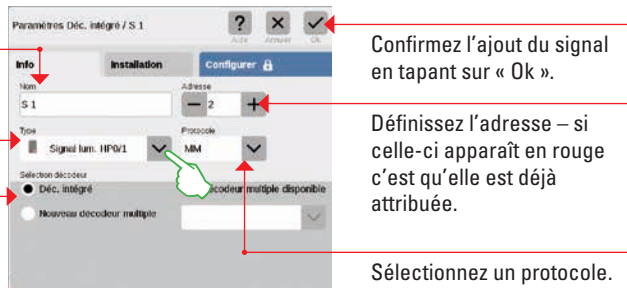 Paramètres Déc. intégré / S 1
Aide Annuler Ok
Info Installation Configurer
Nom Adresse
S 1 2
Type Protocole
Signal lum. HP0/1 MM
Sélection décodeur
Déc. intégré écodeur multiple disponible
Nouveau décodeur multiple
Confirmez l’ajout du signal
en tapant sur « Ok ».
Définissez l’adresse – si
celle-ci apparaît en rouge
c’est qu’elle est déjà
attribuée.
Sélectionnez un protocole.